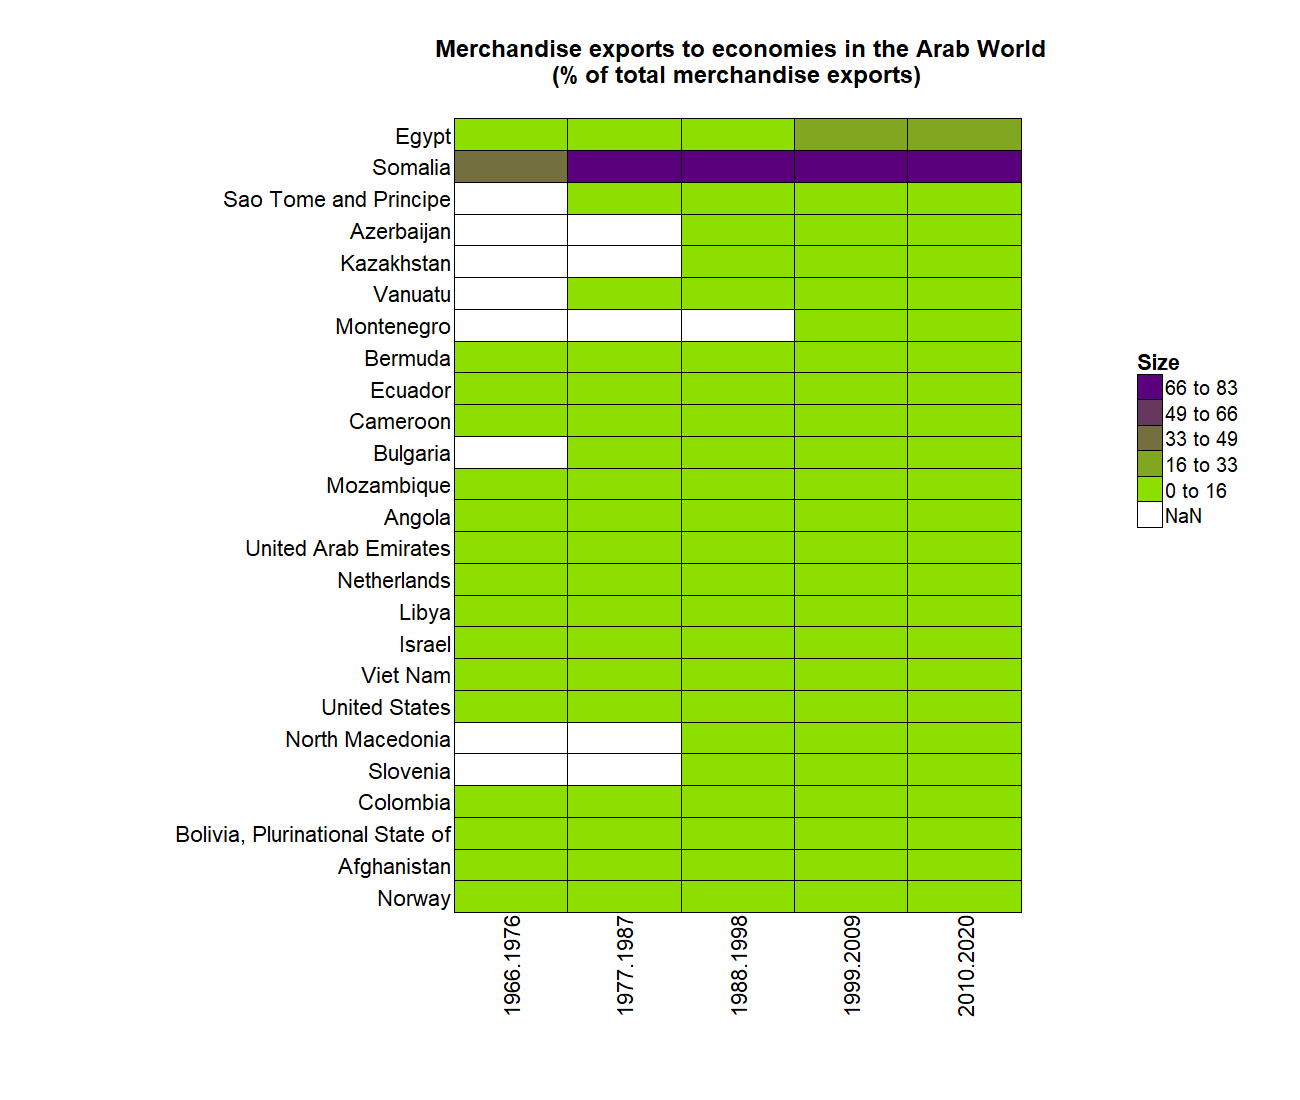 Merchandise exports to economies in the Arab World
(% of total merchandise exports)
Egypt
Somalia
Sao Tome and Principe
Azerbaijan
Kazakhstan
Vanuatu
Montenegro
Bermuda
Ecuador
Cameroon
Bulgaria
Mozambique
Angola
United Arab Emirates
Netherlands
Libya
Israel
Viet Nam
United States
North Macedonia
Slovenia
Colombia
Bolivia, Plurinational State of
Afghanistan
Norway
1966.1976
1977.1987
1988.1998
1999.2009
2010.2020
Size
66 to 83
49 to 66
33 to 49
16 to 33
0 to 16
NaN